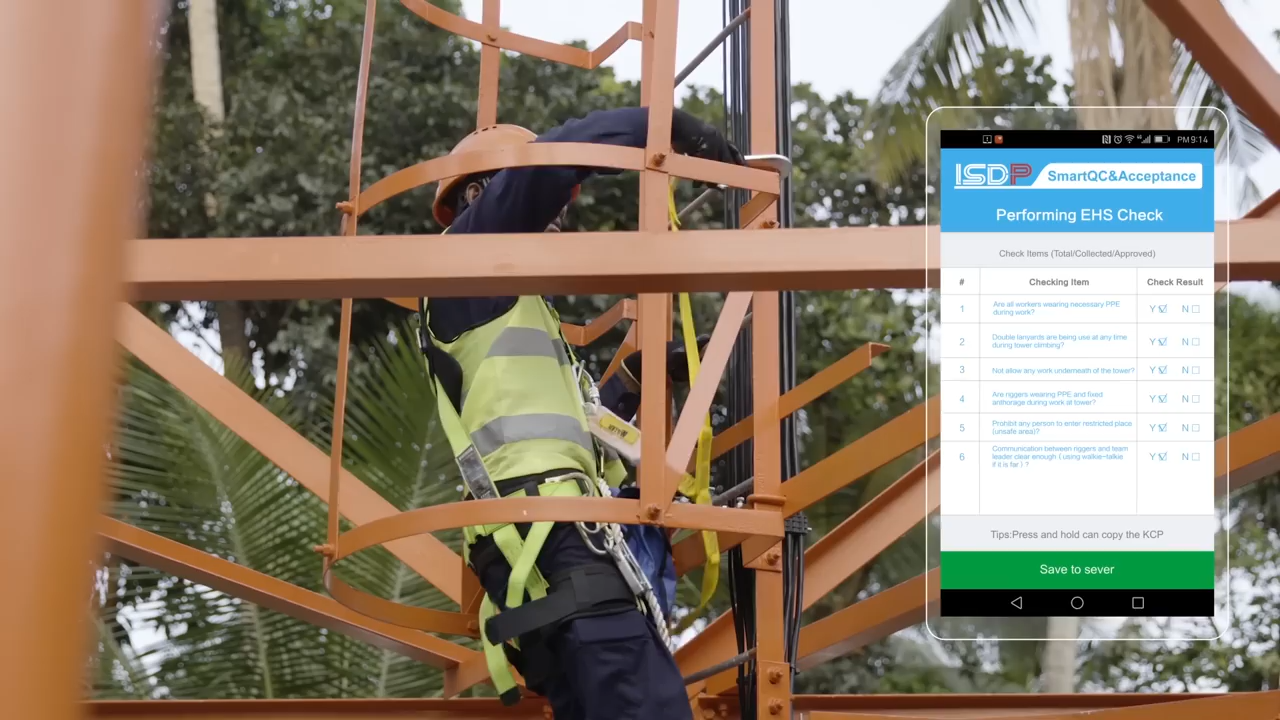 PM 9:14
ISDP SmartQC&Acceptance
Performing EHS Check
Check Items (Total/Collected/Approved)
# Checking Item Check Result
1 Are all workers wearing necessary PPE Y N
during work?
2 Double lanyards are being use at any time Y N
during tower climbing?
3 Not allow any work underneath of the tower? Y N
4 Are riggers wearing PPE and fixed Y N
anthorage during work at tower?
5 Prohibit any person to enter restricted place Y N
(unsafe area)?
6 Communication between riggers and team Y N
leader clear enough ( using walkie-talkie
if it is far ) ?
Tips:Press and hold can copy the KCP
Save to sever